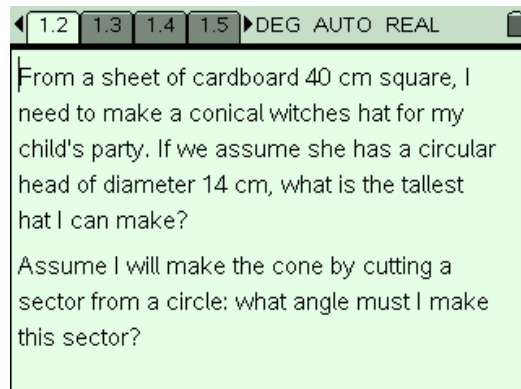 1.2 1.3 1.4 1.5 DEG AUTO REAL
From a sheet of cardboard 40 cm square, I
need to make a conical witches hat for my
child's party. If we assume she has a circular
head of diameter 14 cm, what is the tallest
hat I can make?
Assume I will make the cone by cutting a
sector from a circle: what angle must I make
this sector?